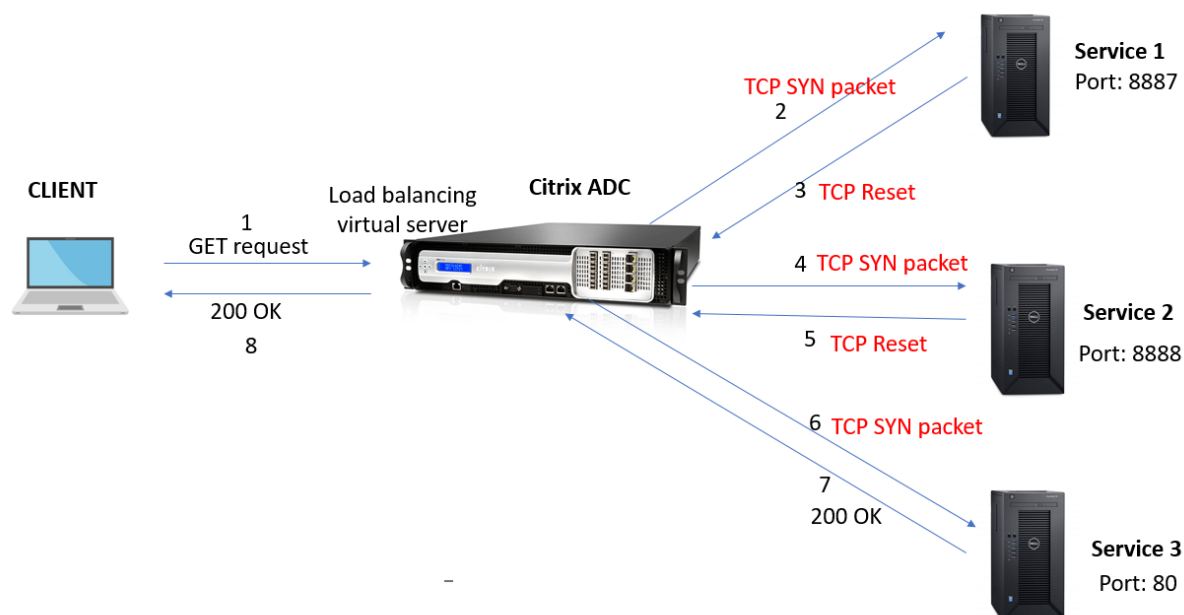 CLIENT
1
GET request
200 OK
8
Load balancing
virtual server
Citrix ADC
TCP SYN packet
2
3 TCP Reset
4 TCP SYN packet
5 TCP Reset
6 TCP SYN packet
7
200 OK
Service 1
Port: 8887
Service 2
Port: 8888
Service 3
Port: 80